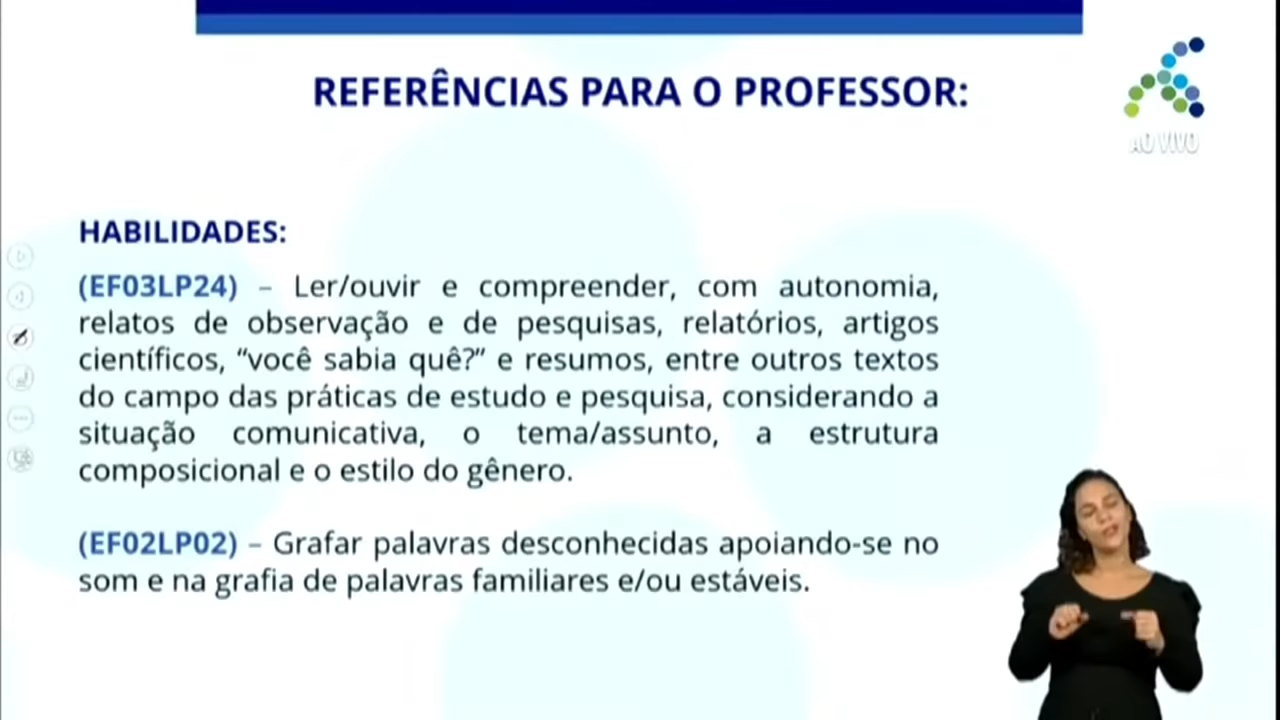 REFERÊNCIAS PARA O PROFESSOR:
AO VIVO
HABILIDADES:
(EF03LP24) – Ler/ouvir e compreender, com autonomia,
relatos de observação e de pesquisas, relatórios, artigos
científicos, “você sabia quê?” e resumos, entre outros textos
do campo das práticas de estudo e pesquisa, considerando a
situação comunicativa, o tema/assunto, a estrutura
composicional e o estilo do gênero.
(EF02LP02) – Grafar palavras desconhecidas apoiando-se no
som e na grafia de palavras familiares e/ou estáveis.